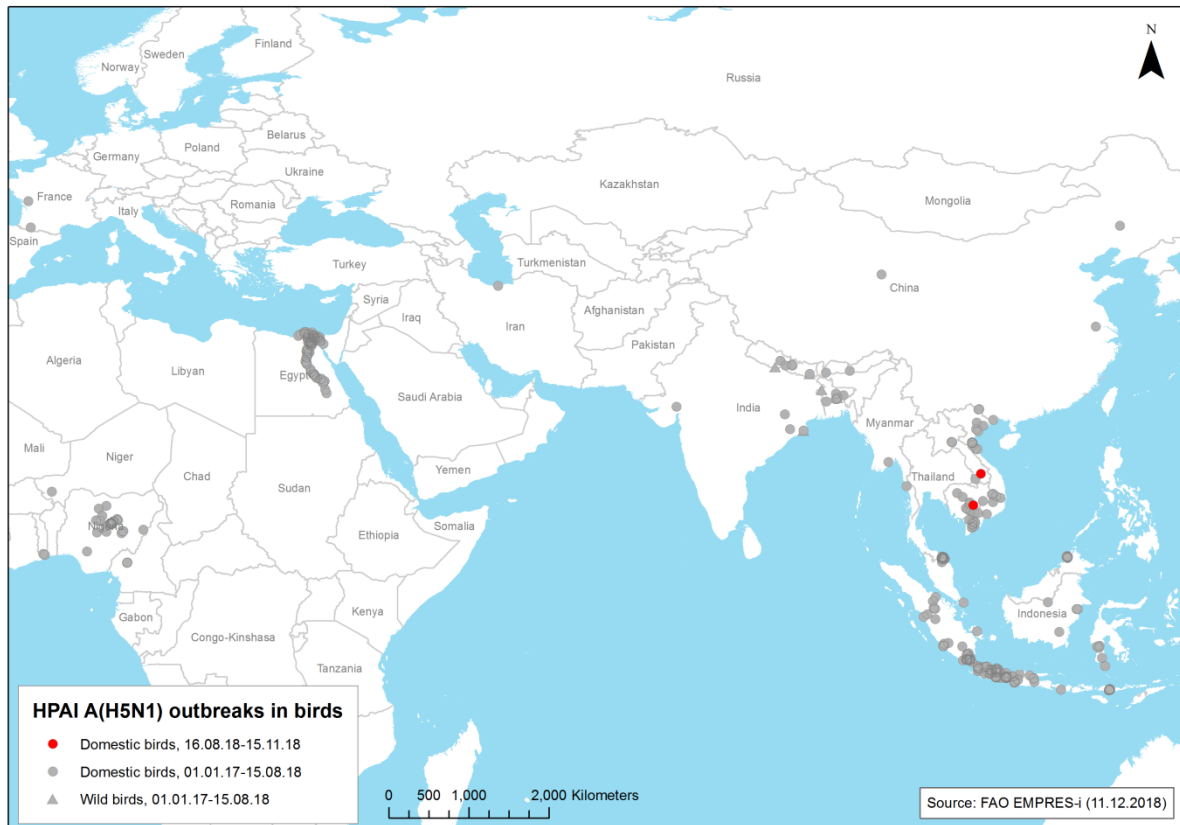 N
Finland
Sweden
Norway
Russia
Belarus
Poland
Germany
Ukraine
Kazakhstan
France
Romania
Mongolia
Italy
Spain
Turkmenistan
Turkey
China
Syria
Afghanistan
Iraq
Iran
Pakistan
Algeria
Libyan
Egypt
Saudi Arabia
India
Myanmar
Mali
Niger
Yemen
Thailand
Chad
Sudan
Nigeria
Somalia
Ethiopia
Kenya
Gabon
Indonesia
Congo-Kinshasa
Tanzania
HPAI A(H5N1) outbreaks in birds
Domestic birds, 16.08.18-15.11.18
Domestic birds, 01.01.17-15.08.18
Wild birds, 01.01.17-15.08.18
0 500 1,000 2,000 Kilometers
Source: FAO EMPRES-i (11.12.2018)